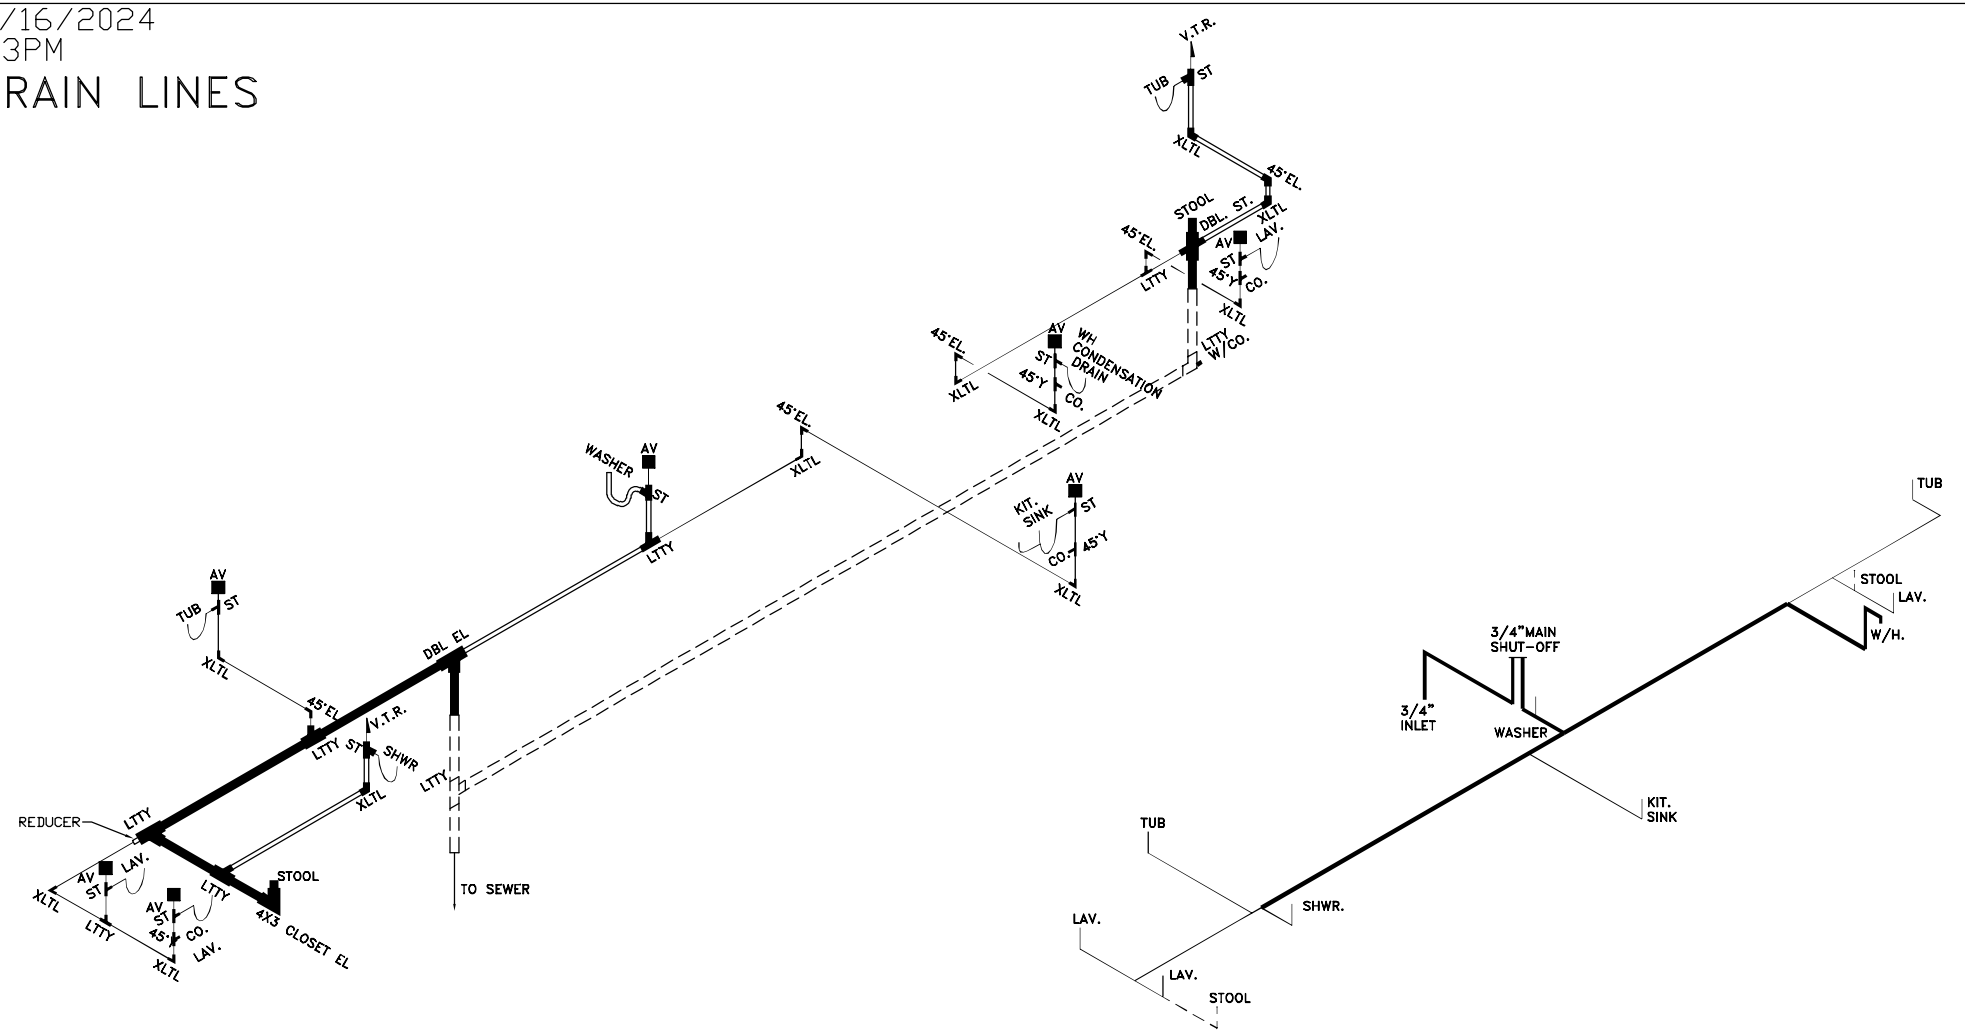 /16/2024
3PM
RAIN LINES
V.T.R.
ST
TUB
XLTL
45°EL.
XLTL
STOOL
DBL. ST.
45°EL.
LTTY
AV
LAV.
ST
45°Y
CO.
XLTL
LTTY
W/CO.
45°EL.
XLTL
AV
WH
CONDENSATION
DRAIN
ST
45°Y
CO.
XLTL
45°EL.
XLTL
AV
KIT.
SINK
ST
CO.
45°Y
XLTL
WASHER
AV
ST
LTTY
AV
TUB
ST
XLTL
DBL EL
45°EL
LTTY
V.T.R.
ST
SHWR
XLTL
LTTY
REDUCER
LTTY
AV
LAV.
ST
XLTL
LTTY
AV
ST
45°Y
CO.
LAV.
XLTL
LTTY
STOOL
4X3 CLOSET EL
TO SEWER
TUB
STOOL
LAV.
W/H.
3/4"MAIN
SHUT-OFF
3/4"
INLET
WASHER
KIT.
SINK
TUB
SHWR.
LAV.
LAV.
STOOL